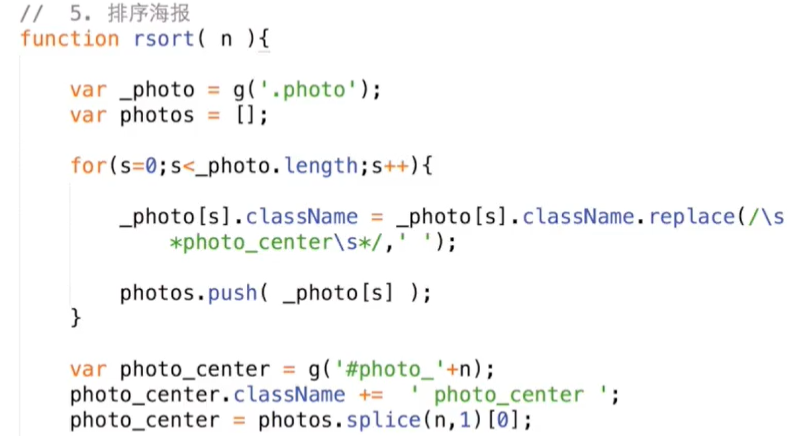 // 5. 排序海报
function rsort( n ){
var _photo = g('.photo');
var photos = [];
for(s=0;s<_photo.length;s++){
_photo[s].className = _photo[s].className.replace(/\s
*photo_center\s*/,' ');
photos.push( _photo[s] );
}
var photo_center = g('#photo_'+n);
photo_center.className += ' photo_center ';
photo_center = photos.splice(n,1)[0];